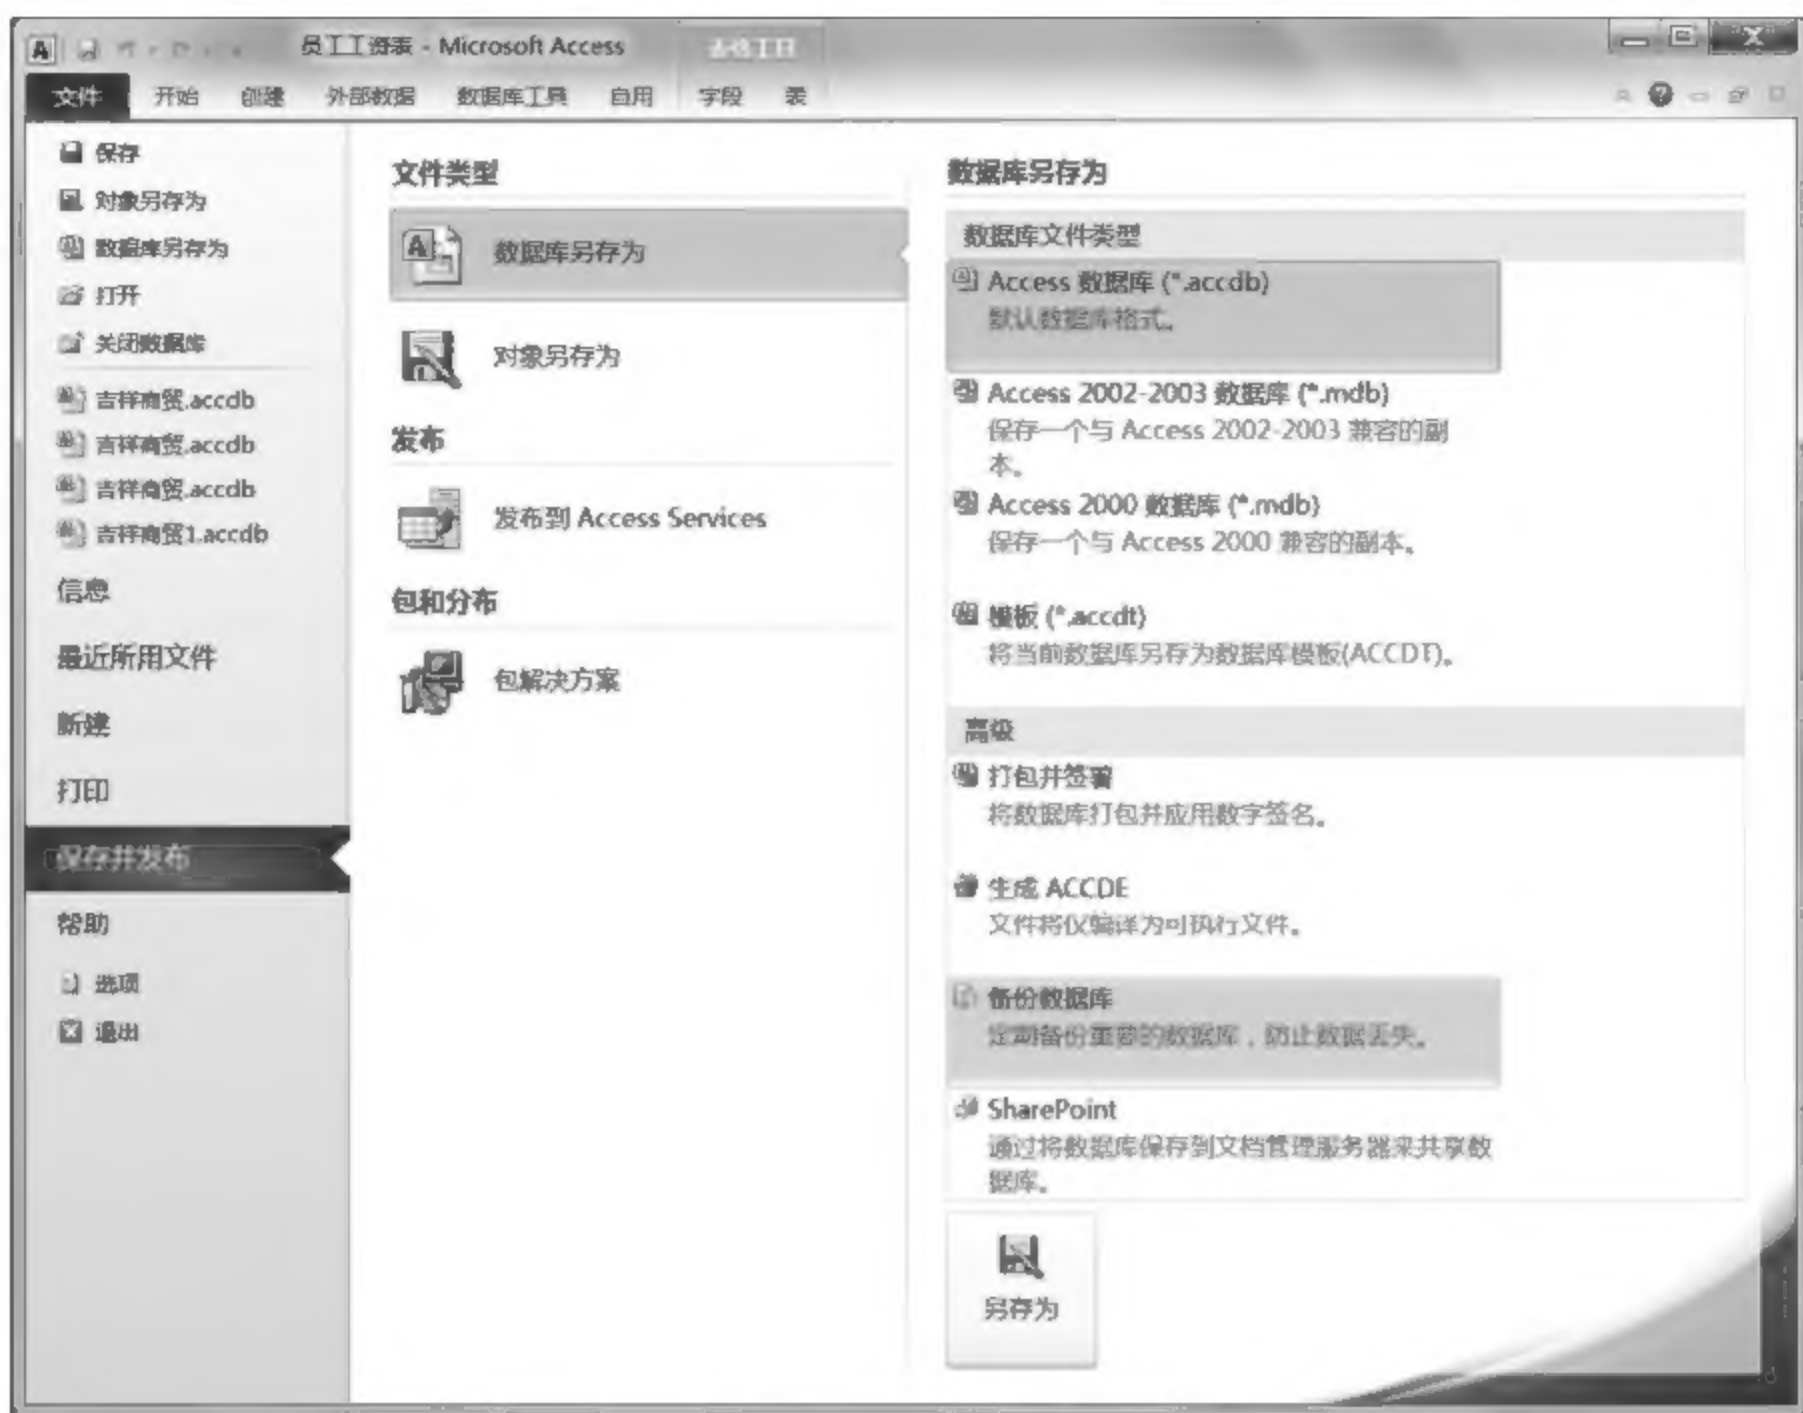 员工工资表 - Microsoft Access
表格工具
文件 开始 创建 外部数据 数据库工具 自用 字段 表
保存
对象另存为
数据库另存为
打开
关闭数据库
吉祥商贸.accdb
吉祥商贸.accdb
吉祥商贸.accdb
吉祥商贸1.accdb
信息
最近所用文件
新建
打印
保存并发布
帮助
选项
退出
文件类型
数据库另存为
对象另存为
发布
发布到 Access Services
包和分布
包解决方案
数据库另存为
数据库文件类型
Access 数据库 (*.accdb)
默认数据库格式。
Access 2002-2003 数据库 (*.mdb)
保存一个与 Access 2002-2003 兼容的副
本。
Access 2000 数据库 (*.mdb)
保存一个与 Access 2000 兼容的副本。
模板 (*.accdt)
将当前数据库另存为数据库模板(ACCDT)。
高级
打包并签署
将数据库打包并应用数字签名。
生成 ACCDE
文件将仅编译为可执行文件。
备份数据库
定期备份重要的数据库，防止数据丢失。
SharePoint
通过将数据库保存到文档管理服务器来共享数
据库。
另存为